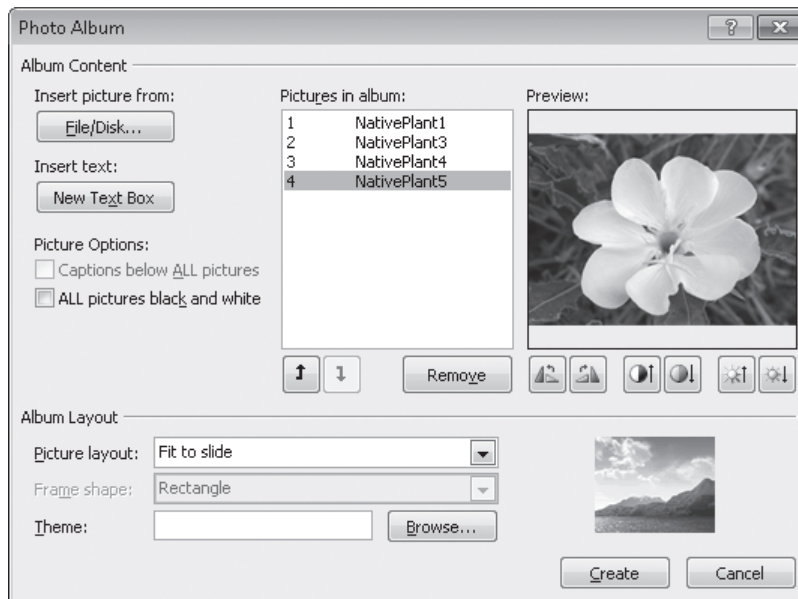 Photo Album
Album Content
Insert picture from:
File/Disk...
Insert text:
New Text Box
Picture Options:
Captions below ALL pictures
ALL pictures black and white
Pictures in album:
1 NativePlant1
2 NativePlant3
3 NativePlant4
4 NativePlant5
Remove
Preview:
Album Layout
Picture layout: Fit to slide
Frame shape: Rectangle
Theme:
Browse...
Create
Cancel